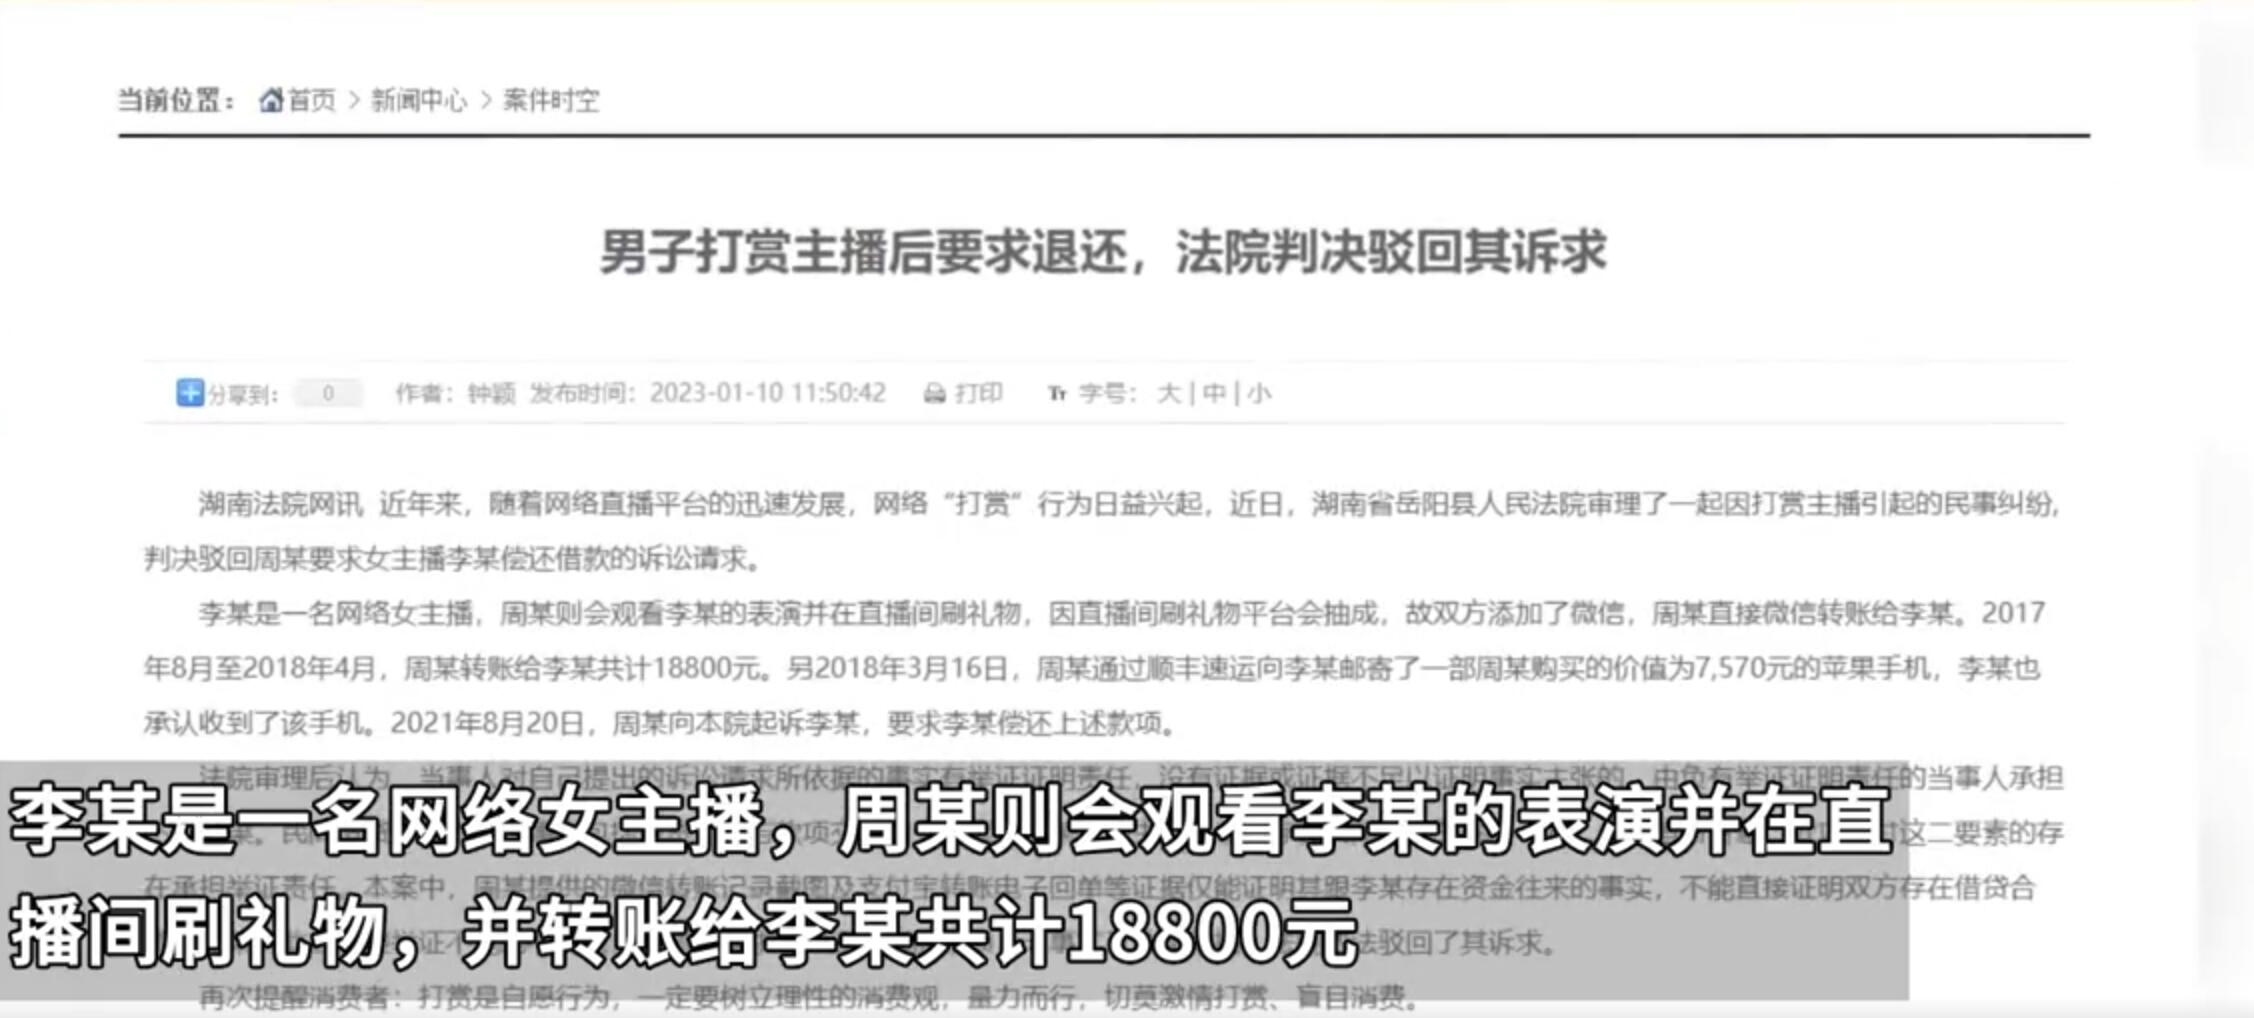 当前位置： 首页 > 新闻中心 > 案件时空
男子打赏主播后要求退还，法院判决驳回其诉求
分享到： 0 作者：钟颖 发布时间：2023-01-10 11:50:42 打印 Tr 字号： 大|中|小
湖南法院网讯 近年来，随着网络直播平台的迅速发展，网络“打赏”行为日益兴起，近日，湖南省岳阳县人民法院审理了一起因打赏主播引起的民事纠纷，
判决驳回周某要求女主播李某偿还借款的诉讼请求。
李某是一名网络女主播，周某则会观看李某的表演并在直播间刷礼物，因直播间刷礼物平台会抽成，故双方添加了微信，周某直接微信转账给李某。2017
年8月至2018年4月，周某转账给李某共计18800元。另2018年3月16日，周某通过顺丰速运向李某邮寄了一部周某购买的价值为7,570元的苹果手机，李某也
承认收到了该手机。2021年8月20日，周某向本院起诉李某，要求李某偿还上述款项。
法院审理后认为，当事人对自己提出的诉讼请求所依据的事实有举证证明责任，没有证据或证据不足以证明事实主张的，由负有举证证明责任的当事人承担
李某是一名网络女主播，周某则会观看李某的表演并在直
这二要素的存
在承担举证责任。本案中，周某提供的微信转账记录截图及支付宝转账电子回单等证据仅能证明其跟李某存在资金往来的事实，不能直接证明双方存在借贷合
播间刷礼物，并转账给李某共计18800元
法驳回了其诉求。
再次提醒消费者：打赏是自愿行为，一定要树立理性的消费观，量力而行，切莫激情打赏、盲目消费。